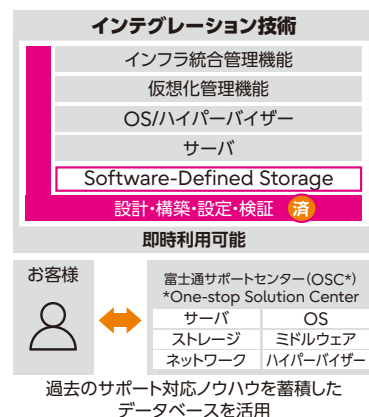 インテグレーション技術
インフラ統合管理機能
仮想化管理機能
OS/ハイパーバイザー
サーバ
Software-Defined Storage
設計・構築・設定・検証 済
即時利用可能
お客様
富士通サポートセンター(OSC*)
*One-stop Solution Center
サーバ OS
ストレージ ミドルウェア
ネットワーク ハイパーバイザー
過去のサポート対応ノウハウを蓄積した
データベースを活用